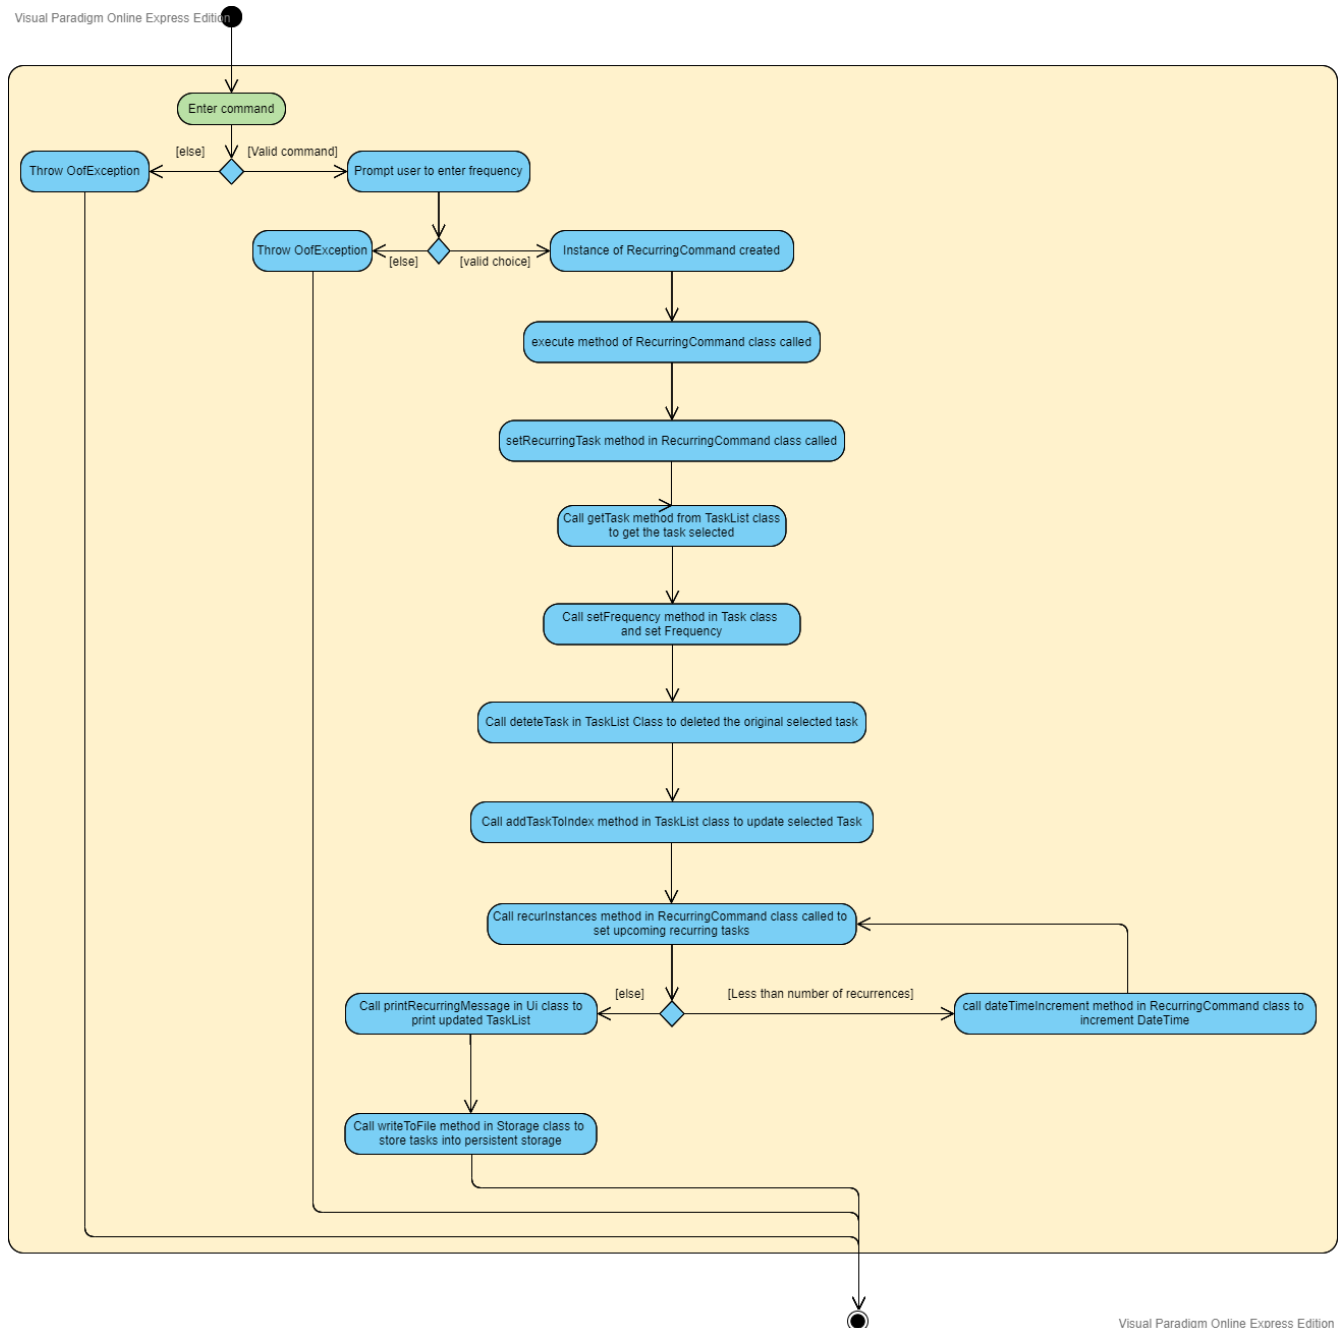 Visual Paradigm Online Express Edition
Enter command
[else]
[Valid command]
Throw OofException
Prompt user to enter frequency
Throw OofException
[else]
[valid choice]
Instance of RecurringCommand created
execute method of RecurringCommand class called
setRecurringTask method in RecurringCommand class called
Call getTask method from TaskList class
to get the task selected
Call setFrequency method in Task class
and set Frequency
Call deteteTask in TaskList Class to deleted the original selected task
Call addTaskToIndex method in TaskList class to update selected Task
Call recurInstances method in RecurringCommand class called to
set upcoming recurring tasks
[else]
[Less than number of recurrences]
Call printRecurringMessage in Ui class to
print updated TaskList
call dateTimeIncrement method in RecurringCommand class to
increment DateTime
Call writeToFile method in Storage class to
store tasks into persistent storage
Visual Paradigm Online Express Edition